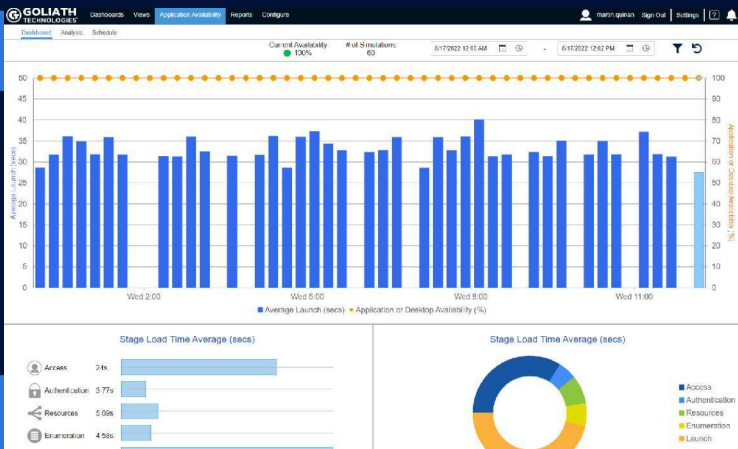 GOLIATH TECHNOLOGIES
Dashboards Views Application Availability Reports Configure
martin.quinan Sign Out Settings ?
Dashboard Analysis Schedule
Current Availability
100%
# of Simulations
60
8/17/2022 12:00 AM - 8/17/2022 12:02 PM
50 45 40 35 30 25 20 15 10 5 0
Average Launch (secs)
100 90 80 70 60 50 40 30 20 10 0
Application or Desktop Availability (%)
Wed 2:00 Wed 5:00 Wed 8:00 Wed 11:00
Average Launch (secs) Application or Desktop Availability (%)
Stage Load Time Average (secs)
Access 24s
Authentication 3.77s
Resources 5.69s
Enumeration 4.58s
Stage Load Time Average (secs)
Access
Authentication
Resources
Enumeration
Launch